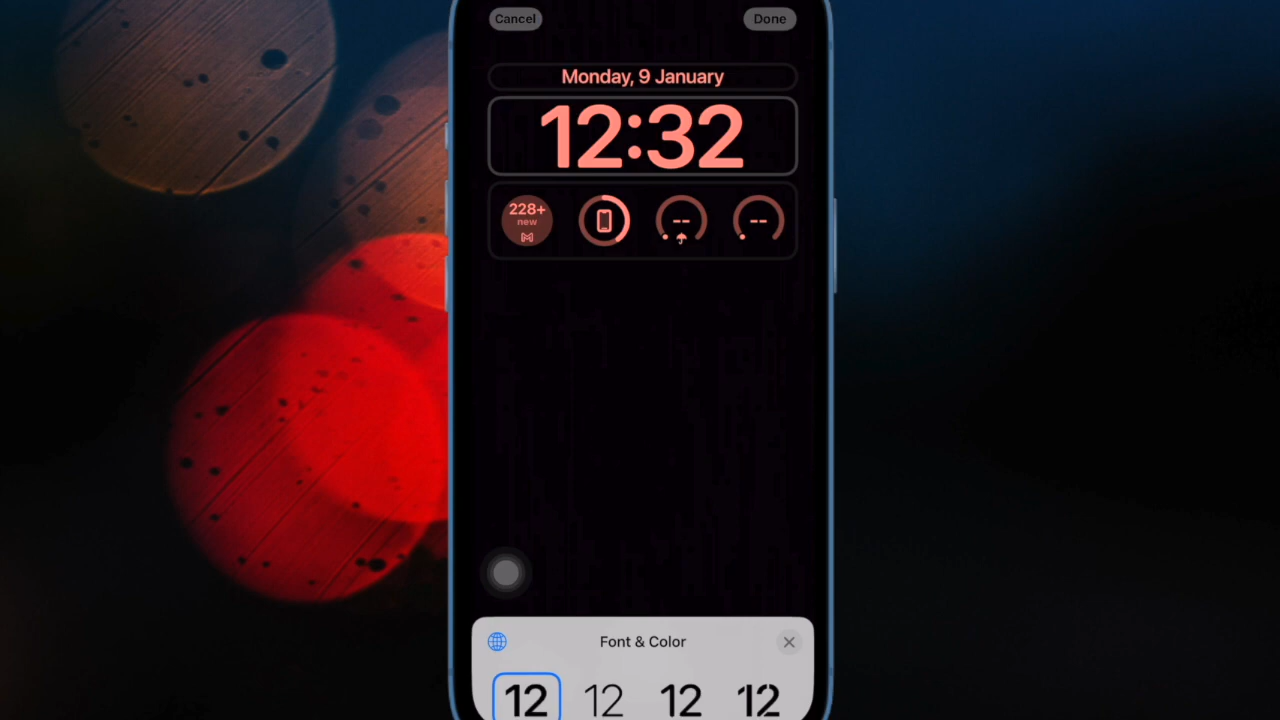 Cancel Done
Monday, 9 January
12:32
228+
new
--
--
Font & Color
12 12 12 12